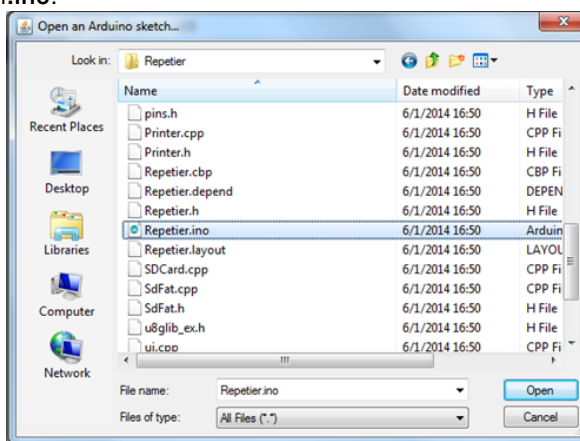 .ino.
Open an Arduino sketch...
Look in: Repetier
Name Date modified Type
pins.h 6/1/2014 16:50 H File
Printer.cpp 6/1/2014 16:50 CPP Fi
Printer.h 6/1/2014 16:50 H File
Repetier.cbp 6/1/2014 16:50 CBP Fi
Repetier.depend 6/1/2014 16:50 DEPEN
Repetier.h 6/1/2014 16:50 H File
Repetier.ino 6/1/2014 16:50 Arduin
Repetier.layout 6/1/2014 16:50 LAYOU
SDCard.cpp 6/1/2014 16:50 CPP Fi
SdFat.cpp 6/1/2014 16:50 CPP Fi
SdFat.h 6/1/2014 16:50 H File
u8glib_ex.h 6/1/2014 16:50 H File
ui.cpp 6/1/2014 16:50 CPP Fi
Recent Places
Desktop
Libraries
Computer
Network
File name: Repetier.ino Open
Files of type: All Files (*.*) Cancel